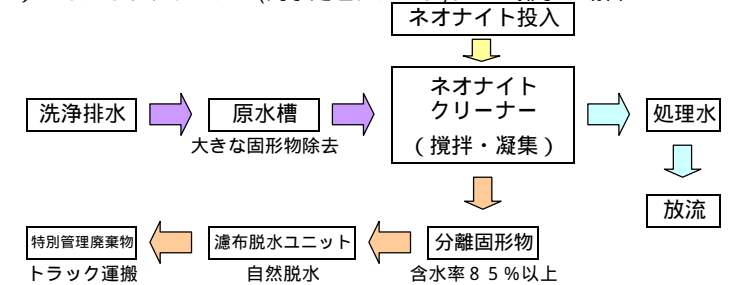 ネオナイト投入
ネオナイト
クリーナー
(撹拌・凝集)
洗浄排水
原水槽
大きな固形物除去
処理水
放流
特別管理廃棄物
トラック運搬
濾布脱水ユニット
自然脱水
分離固形物
含水率85%以上